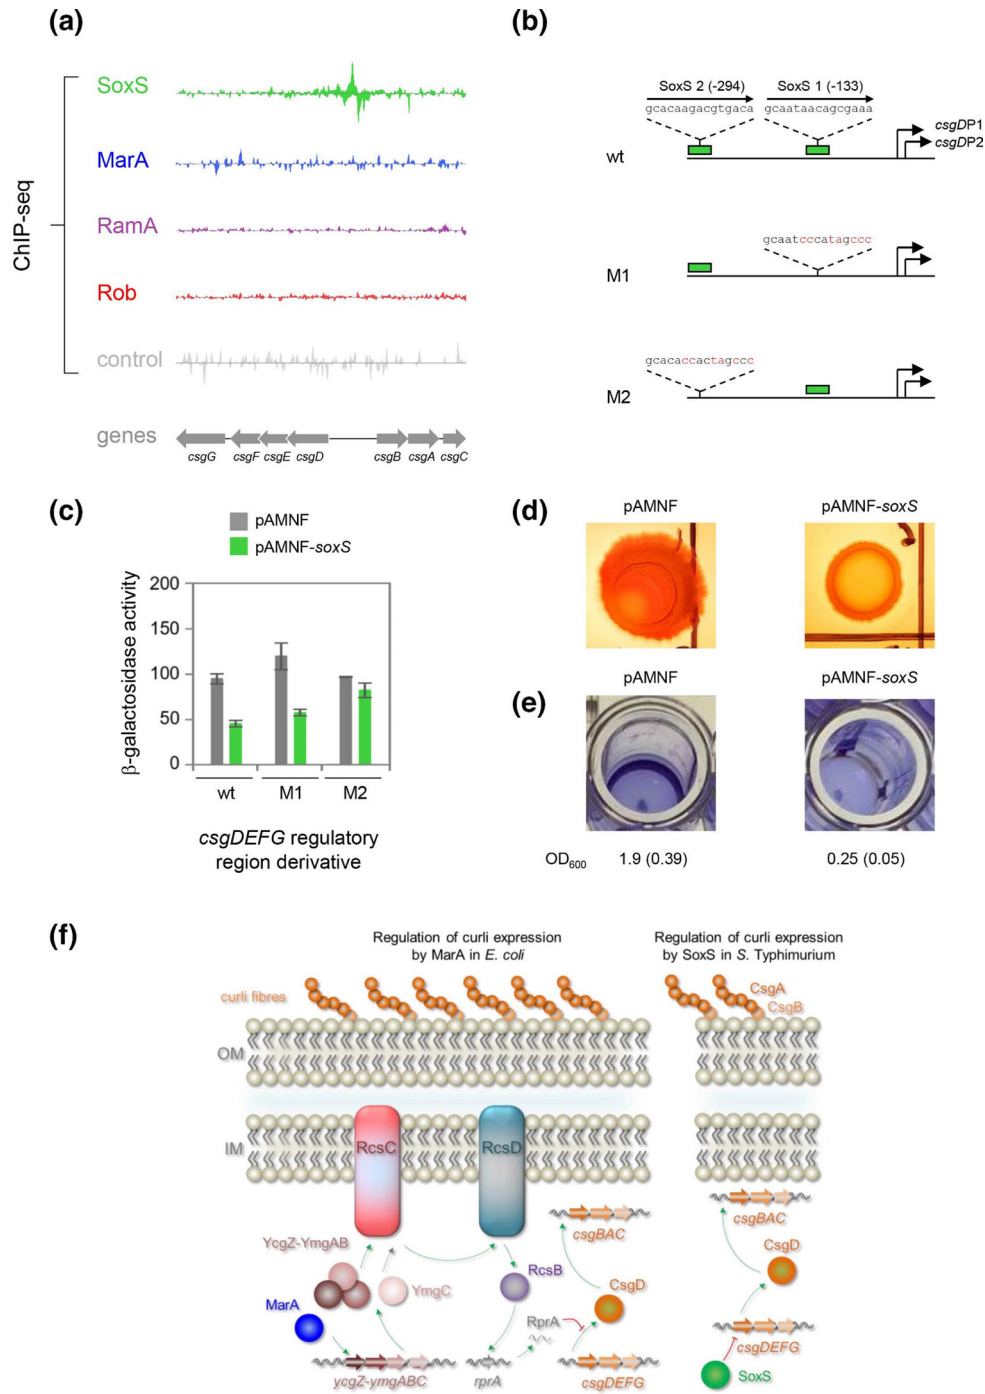 (a)
ChIP-seq
SoxS
MarA
RamA
Rob
control
genes
csgG
csgF
csgE
csgD
csgB
csgA
csgC
(b)
SoxS 2 (-294)
SoxS 1 (-133)
gcacaagacgtgaca
gcaataacagcgaaa
csgDP1
csgDP2
wt
gcaatcccatagccc
M1
gcacaccactagccc
M2
(c)
pAMNF
pAMNF-soxS
β-galactosidase activity
200
150
100
50
0
wt
M1
M2
csgDEFG regulatory
region derivative
(d)
pAMNF
pAMNF-soxS
(e)
pAMNF
pAMNF-soxS
OD600
1.9 (0.39)
0.25 (0.05)
(f)
Regulation of curli expression
by MarA in E. coli
Regulation of curli expression
by SoxS in S. Typhimurium
curli fibres
CsgA
CsgB
OM
IM
RcsC
RcsD
csgBAC
csgBAC
YcgZ-YmgAB
YmgC
RcsB
CsgD
CsgD
MarA
RprA
ycgZ-ymgABC
rprA
csgDEFG
csgDEFG
SoxS